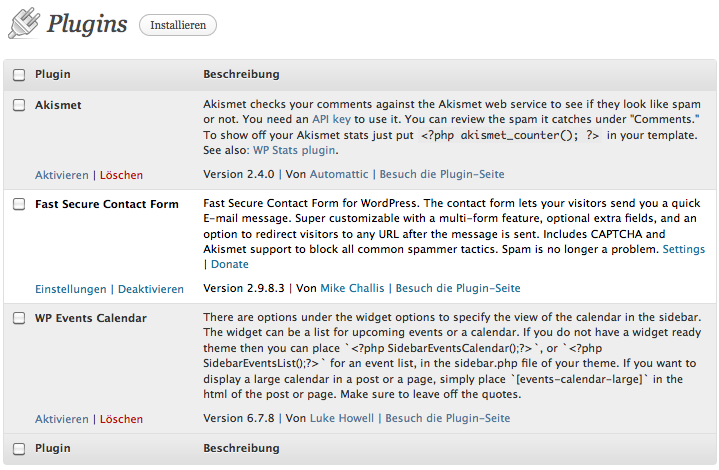 Plugins Installieren
Plugin Beschreibung
Akismet Akismet checks your comments against the Akismet web service to see if they look like spam
or not. You need an API key to use it. You can review the spam it catches under "Comments."
To show off your Akismet stats just put <?php akismet_counter(); ?> in your template.
See also: WP Stats plugin.
Aktivieren | Löschen Version 2.4.0 | Von Automattic | Besuch die Plugin-Seite
Fast Secure Contact Form Fast Secure Contact Form for WordPress. The contact form lets your visitors send you a quick
E-mail message. Super customizable with a multi-form feature, optional extra fields, and an
option to redirect visitors to any URL after the message is sent. Includes CAPTCHA and
Akismet support to block all common spammer tactics. Spam is no longer a problem. Settings
| Donate
Einstellungen | Deaktivieren Version 2.9.8.3 | Von Mike Challis | Besuch die Plugin-Seite
WP Events Calendar There are options under the widget options to specify the view of the calendar in the sidebar.
The widget can be a list for upcoming events or a calendar. If you do not have a widget ready
theme then you can place `<?php SidebarEventsCalendar();?>`, or `<?php
SidebarEventsList();?>` for an event list, in the sidebar.php file of your theme. If you want to
display a large calendar in a post or a page, simply place `[events-calendar-large]` in the
html of the post or page. Make sure to leave off the quotes.
Aktivieren | Löschen Version 6.7.8 | Von Luke Howell | Besuch die Plugin-Seite
Plugin Beschreibung